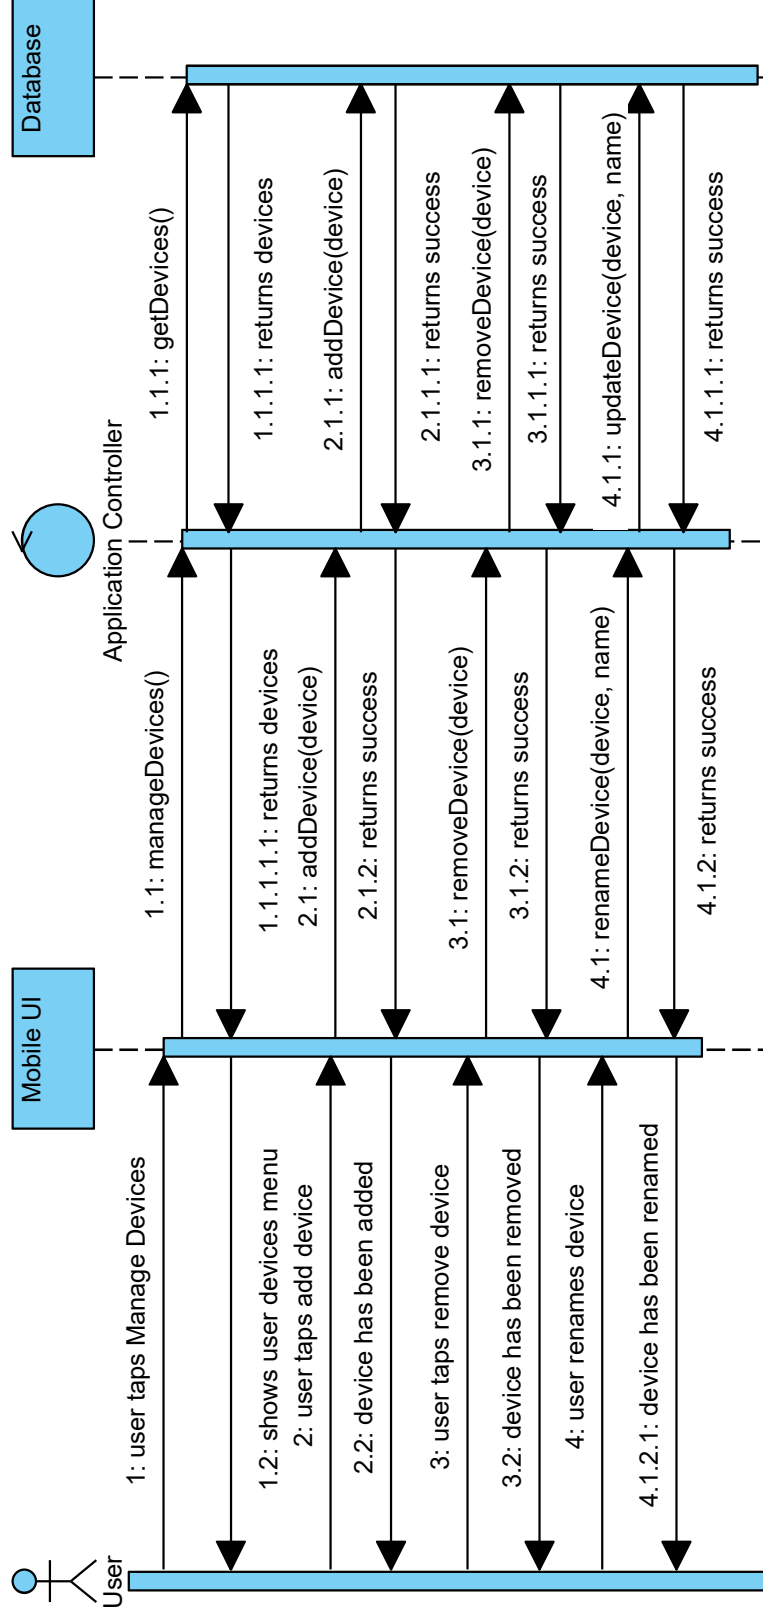 User
Mobile UI
Application Controller
Database
1: user taps Manage Devices
1.1: manageDevices()
1.1.1: getDevices()
1.1.1.1: returns devices
1.1.1.1.1: returns devices
1.2: shows user devices menu
2: user taps add device
2.1: addDevice(device)
2.1.1: addDevice(device)
2.1.1.1: returns success
2.1.2: returns success
2.2: device has been added
3: user taps remove device
3.1: removeDevice(device)
3.1.1: removeDevice(device)
3.1.1.1: returns success
3.1.2: returns success
3.2: device has been removed
4: user renames device
4.1: renameDevice(device, name)
4.1.1: updateDevice(device, name)
4.1.1.1: returns success
4.1.2: returns success
4.1.2.1: device has been renamed